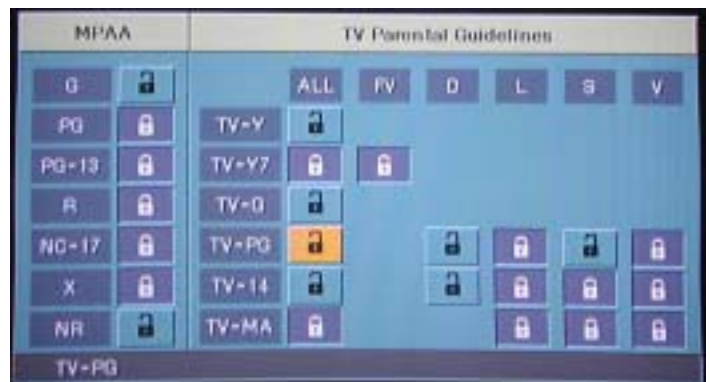 MPAA TV Parental Guidelines
G ALL FV D L S V
PG TV-Y
PG-13 TV-Y7
R TV-G
NC-17 TV-PG
X TV-14
NR TV-MA
TV-PG